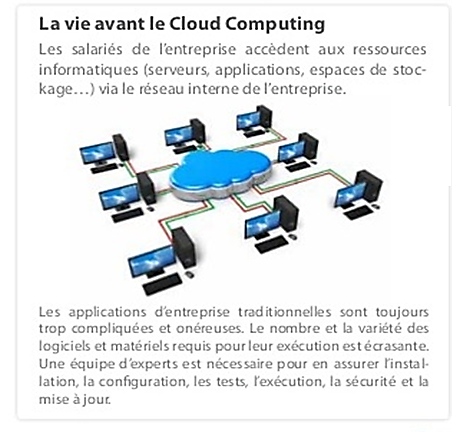 La vie avant le Cloud Computing
Les salariés de l'entreprise accèdent aux ressources
informatiques (serveurs, applications, espaces de stoc-
kage…) via le réseau interne de l'entreprise.
Les applications d'entreprise traditionnelles sont toujours
trop compliquées et onéreuses. Le nombre et la variété des
logiciels et matériels requis pour leur exécution est écrasante.
Une équipe d'experts est nécessaire pour en assurer l'instal-
lation, la configuration, les tests, l'exécution, la sécurité et la
mise à jour.